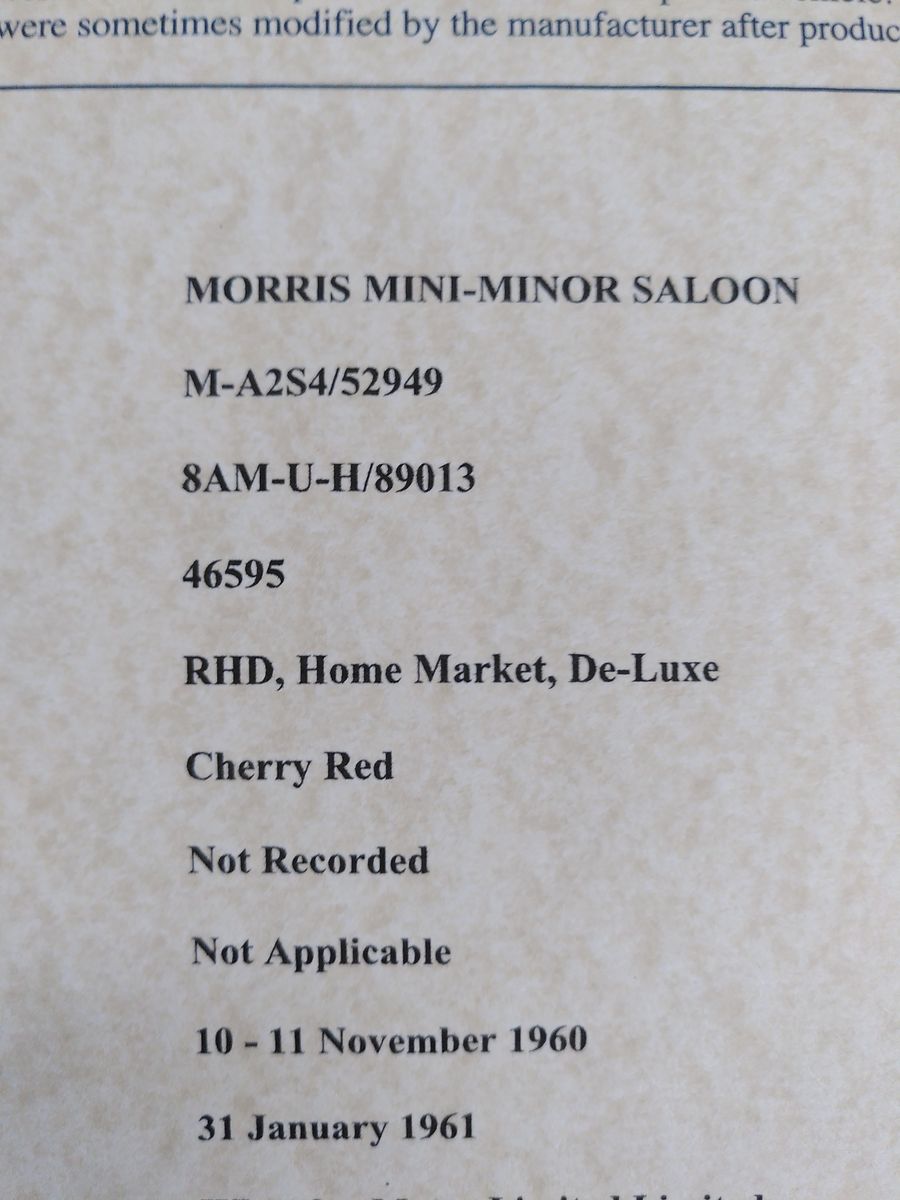 were sometimes modified by the manufacturer after produc
MORRIS MINI-MINOR SALOON
M-A2S4/52949
8AM-U-H/89013
46595
RHD, Home Market, De-Luxe
Cherry Red
Not Recorded
Not Applicable
10 - 11 November 1960
31 January 1961